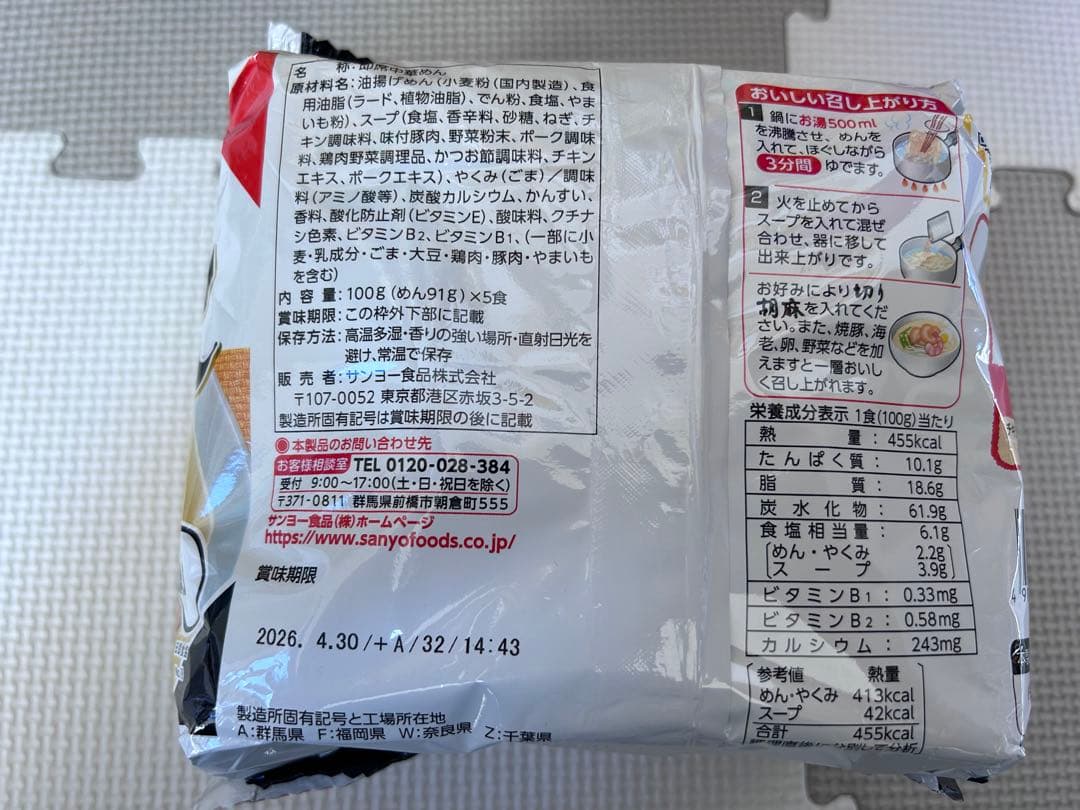 名 称：即席中華めん
原材料名：油揚げめん（小麦粉（国内製造）、食
用油脂（ラード、植物油脂）、でん粉、食塩、やま
いも粉）、スープ（食塩、香辛料、砂糖、ねぎ、チ
キン調味料、味付豚肉、野菜粉末、ポーク調味
料、鶏肉野菜調理品、かつお節調味料、チキン
エキス、ポークエキス）、やくみ（ごま）／調味
料（アミノ酸等）、炭酸カルシウム、かんすい、
香料、酸化防止剤（ビタミンE）、酸味料、クチナ
シ色素、ビタミンB₂、ビタミンB₁、（一部に小
麦・乳成分・ごま・大豆・鶏肉・豚肉・やまいも
を含む）
内容量：100g（めん91g）×5食
賞味期限：この枠外下部に記載
保存方法：高温多湿・香りの強い場所・直射日光を
避け、常温で保存
販売者：サンヨー食品株式会社
〒107-0052 東京都港区赤坂3-5-2
製造所固有記号は賞味期限の後に記載
●本製品のお問い合わせ先
お客様相談室 TEL 0120-028-384
受付 9:00～17:00（土・日・祝日を除く）
〒371-0811 群馬県前橋市朝倉町555
サンヨー食品（株）ホームページ
https://www.sanyofoods.co.jp/
賞味期限
2026. 4.30/+A/32/14:43
製造所固有記号と工場所在地
A:群馬県 F:福岡県 W:奈良県 Z:千葉県
おいしい召し上がり方
1 鍋にお湯500ml
を沸騰させ、めんを
入れて、ほぐしながら
3分間 ゆでます。
2 火を止めてから
スープを入れて混ぜ
合わせ、器に移して
出来上がりです。
お好みにより切り
胡麻を入れてくだ
さい。また、焼豚、海
老、卵、野菜などを加
えますと一層おいし
く召し上がれます。
栄養成分表示 1食(100g)当たり
熱量：455kcal
たんぱく質：10.1g
脂質：18.6g
炭水化物：61.9g
食塩相当量：6.1g
めん・やくみ 2.2g
スープ 3.9g
ビタミンB₁：0.33mg
ビタミンB₂：0.58mg
カルシウム：243mg
参考値 熱量
めん・やくみ 413kcal
スープ 42kcal
合計 455kcal